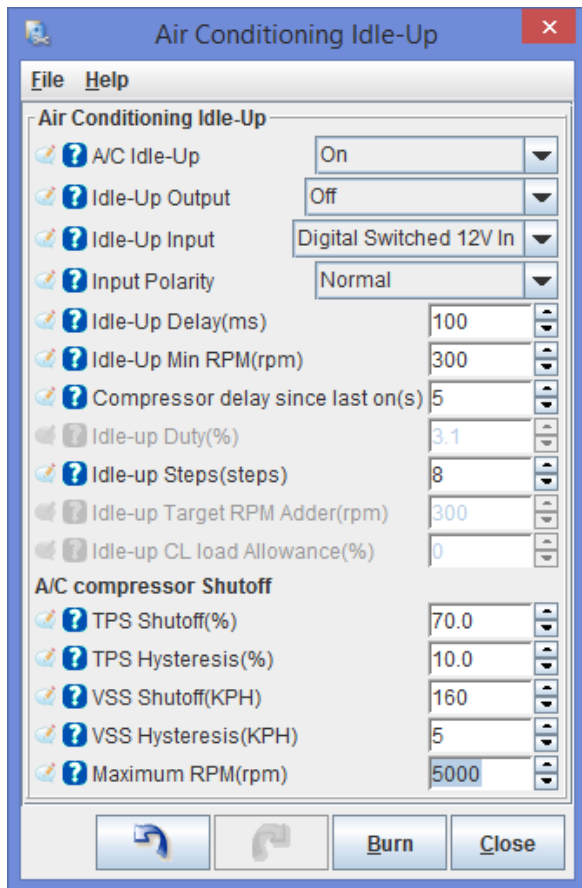 Air Conditioning Idle-Up
File Help
Air Conditioning Idle-Up
A/C Idle-Up On
Idle-Up Output Off
Idle-Up Input Digital Switched 12V In
Input Polarity Normal
Idle-Up Delay(ms) 100
Idle-Up Min RPM(rpm) 300
Compressor delay since last on(s) 5
Idle-up Duty(%) 3.1
Idle-up Steps(steps) 8
Idle-up Target RPM Adder(rpm) 300
Idle-up CL load Allowance(%) 0
A/C compressor Shutoff
TPS Shutoff(%) 70.0
TPS Hysteresis(%) 10.0
VSS Shutoff(KPH) 160
VSS Hysteresis(KPH) 5
Maximum RPM(rpm) 5000
Burn Close